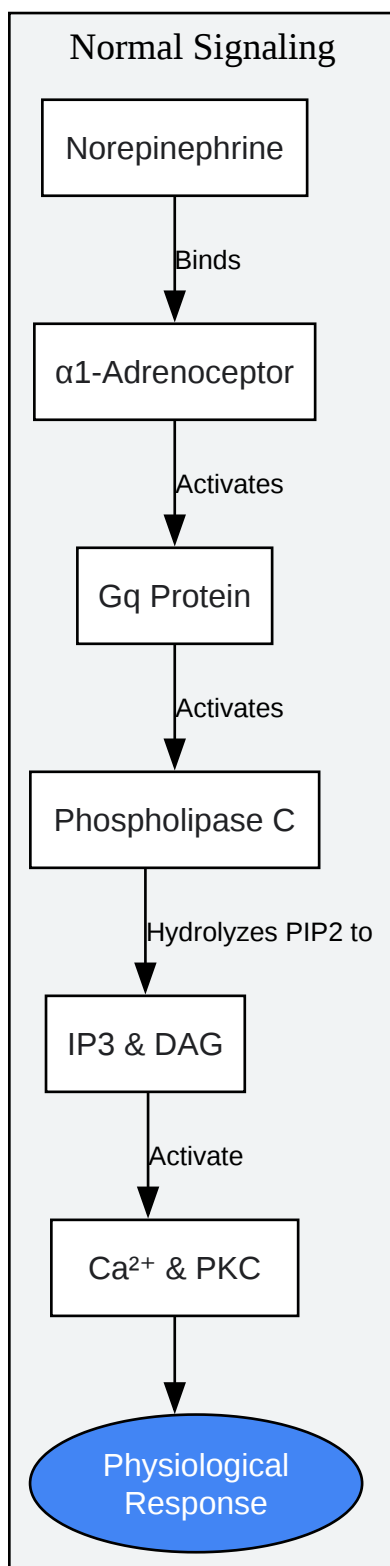 Normal Signaling
Norepinephrine
Binds
α1-Adrenoceptor
Activates
Gq Protein
Activates
Phospholipase C
Hydrolyzes PIP2 to
IP3 & DAG
Activate
Ca²⁺ & PKC
Physiological
Response